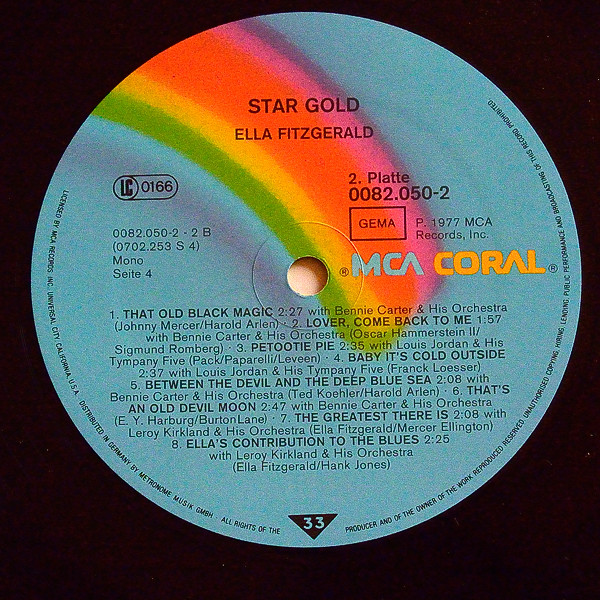 STAR GOLD
ELLA FITZGERALD
LC 0166
2. Platte
0082.050-2
GEMA
P. 1977 MCA
Records, Inc.
0082.050-2 - 2 B
(0702.253 S 4)
Mono
Seite 4
® MCA CORAL ®
1. THAT OLD BLACK MAGIC 2:27 with Bennie Carter & His Orchestra
(Johnny Mercer/Harold Arlen) · 2. LOVER, COME BACK TO ME 1:57
with Bennie Carter & His Orchestra (Oscar Hammerstein II/
Sigmund Romberg) · 3. PETOOTIE PIE 2:35 with Louis Jordan & His
Tympany Five (Pack/Paparelli/Leveen) · 4. BABY IT'S COLD OUTSIDE
2:37 with Louis Jordan & His Tympany Five (Franck Loesser)
5. BETWEEN THE DEVIL AND THE DEEP BLUE SEA 2:08 with
Bennie Carter & His Orchestra (Ted Koehler/Harold Arlen) · 6. THAT'S
AN OLD DEVIL MOON 2:47 with Bennie Carter & His Orchestra
(E. Y. Harburg/BurtonLane) · 7. THE GREATEST THERE IS 2:08 with
Leroy Kirkland & His Orchestra (Ella Fitzgerald/Mercer Ellington)
8. ELLA'S CONTRIBUTION TO THE BLUES 2:25
with Leroy Kirkland & His Orchestra
(Ella Fitzgerald/Hank Jones)
33
LICENSED BY MCA RECORDS INC., UNIVERSAL CITY, CALIFORNIA, U.S.A. DISTRIBUTED IN GERMANY BY METRONOME MUSIK GMBH ALL RIGHTS OF THE PRODUCER AND OF THE OWNER OF THE WORK REPRODUCED RESERVED. UNAUTHORISED COPYING, HIRING, LENDING, PUBLIC PERFORMANCE AND BROADCASTING OF THIS RECORD PROHIBITED.